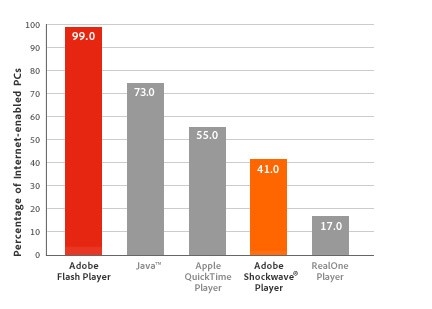 Percentage of Internet-enabled PCs
100
90
80
70
60
50
40
30
20
10
0
99.0
73.0
55.0
41.0
17.0
Adobe
Flash Player
Java™
Apple
QuickTime
Player
Adobe
Shockwave®
Player
RealOne
Player